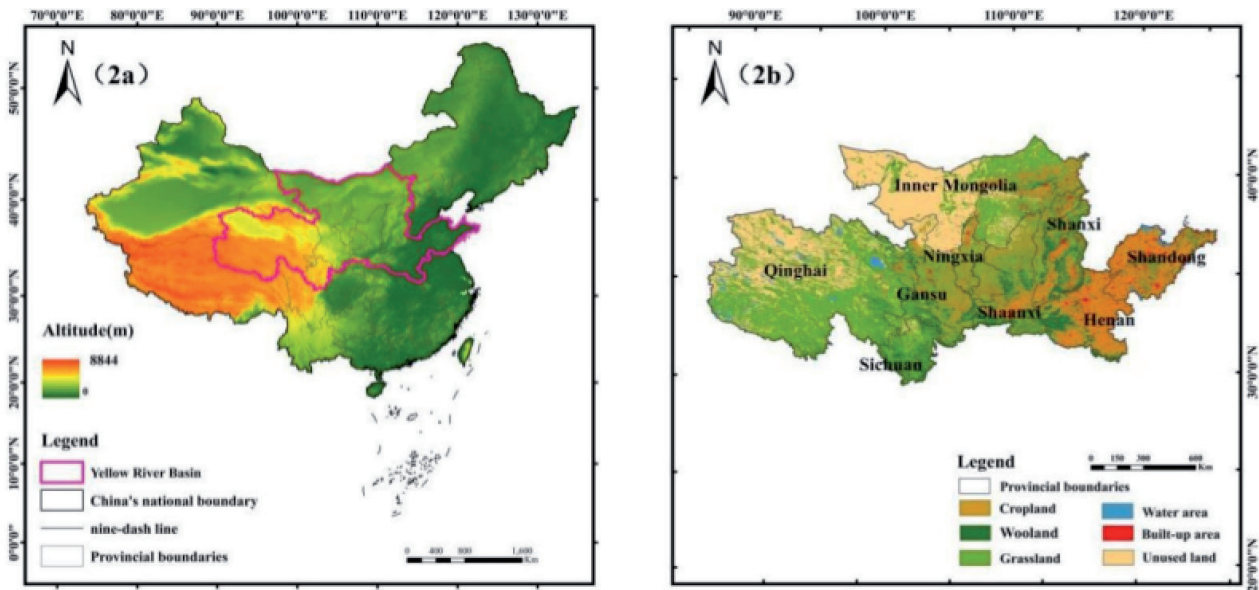 70°0'0"E 80°0'0"E 90°0'0"E 100°0'0"E 110°0'0"E 120°0'0"E 130°0'0"E
N
(2a)
50°0'0"N
40°0'0"N
30°0'0"N
20°0'0"N
10°0'0"N
0°0'0"
Altitude(m)
8844
0
Legend
Yellow River Basin
China's national boundary
nine-dash line
Provincial boundaries
0 400 800 1,600
Km
90°0'0"E 100°0'0"E 110°0'0"E 120°0'0"E
N
(2b)
40°0'0"N
30°0'0"N
20°0'0"N
Inner Mongolia
Shanxi
Qinghai
Ningxia
Shandong
Gansu
Shaanxi
Henan
Sichuan
Legend
0 150 300 600
Km
Provincial boundaries
Cropland
Water area
Wooland
Built-up area
Grassland
Unused land